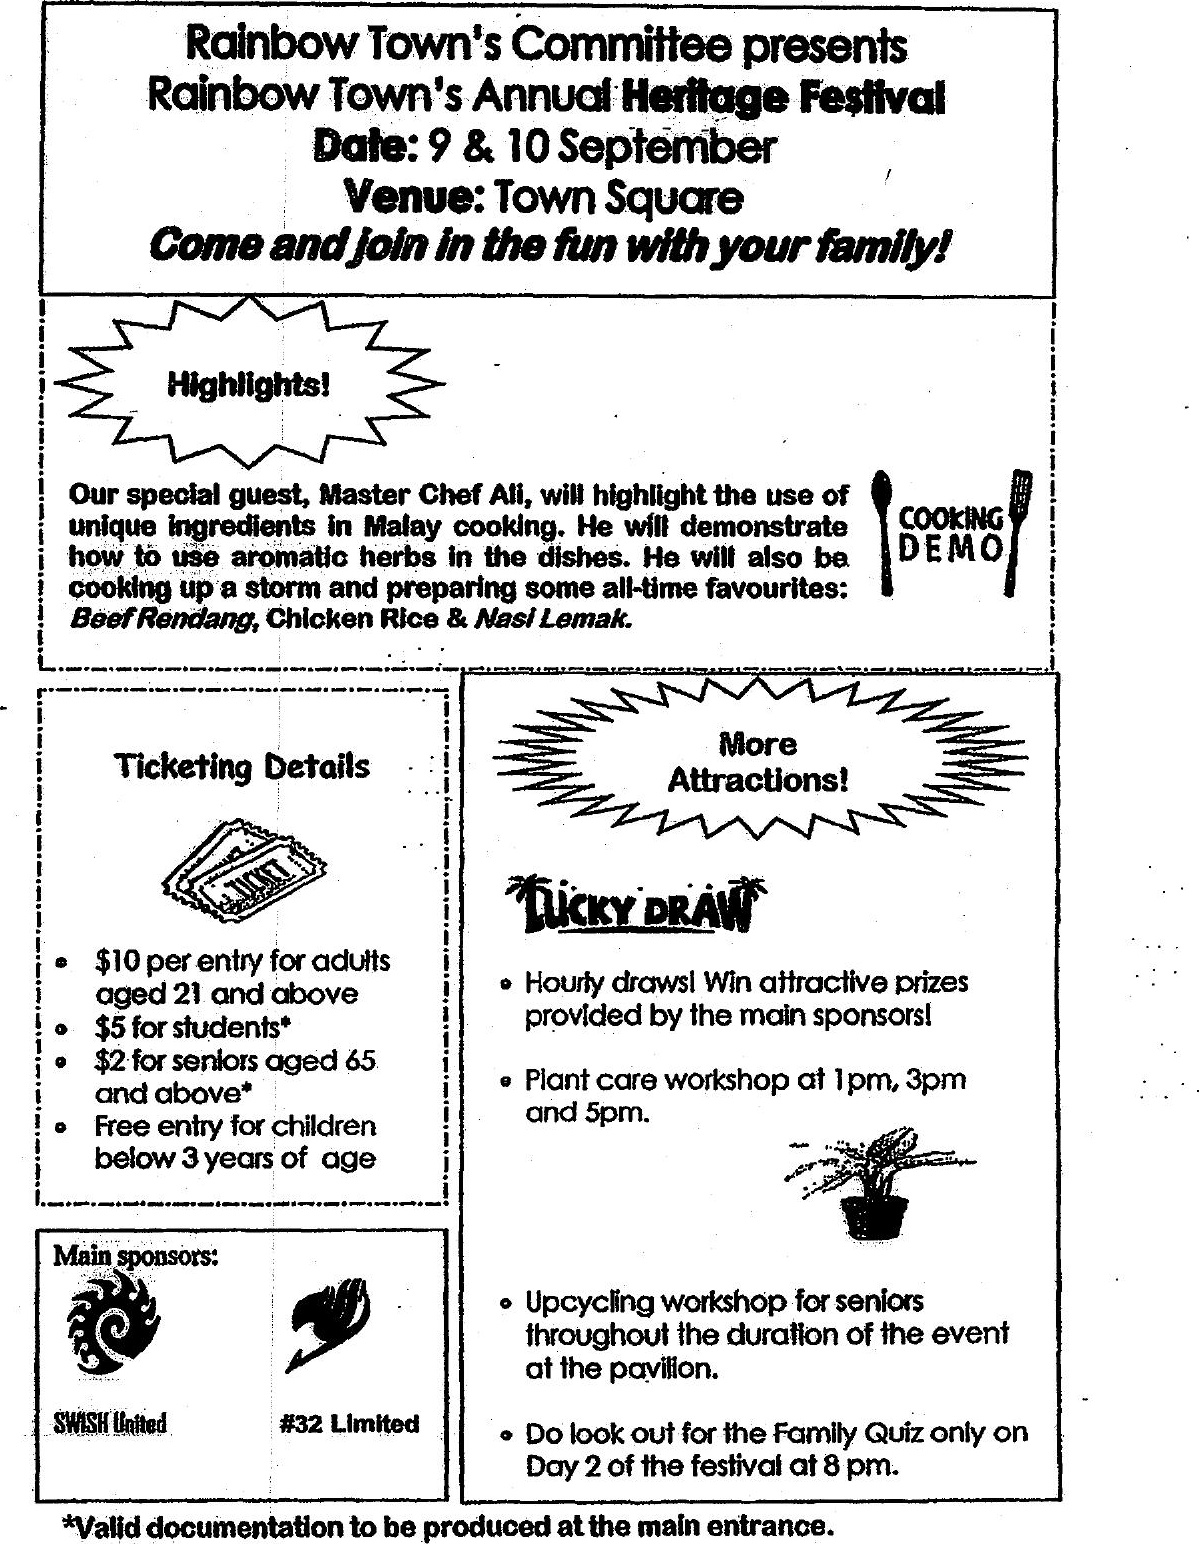 Rainbow Town's Committee presents
Rainbow Town's Annual Heritage Festival
Date: 9 & 10 September
Venue: Town Square
Come and join in the fun with your family!
Highlights!
Our special guest, Master Chef Ali, will highlight the use of
unique ingredients in Malay cooking. He will demonstrate
how to use aromatic herbs in the dishes. He will also be
cooking up a storm and preparing some all-time favourites:
Beef Rendang, Chicken Rice & Nasi Lemak.
COOKING
DEMO
Ticketing Details
TICKET
• $10 per entry for adults
aged 21 and above
• $5 for students*
• $2 for seniors aged 65
and above*
• Free entry for children
below 3 years of age
Main sponsors:
SWISH United
#32 Limited
More
Attractions!
LUCKY DRAW
• Hourly draws! Win attractive prizes
provided by the main sponsors!
• Plant care workshop at 1pm, 3pm
and 5pm.
• Upcycling workshop for seniors
throughout the duration of the event
at the pavilion.
• Do look out for the Family Quiz only on
Day 2 of the festival at 8 pm.
*Valid documentation to be produced at the main entrance.